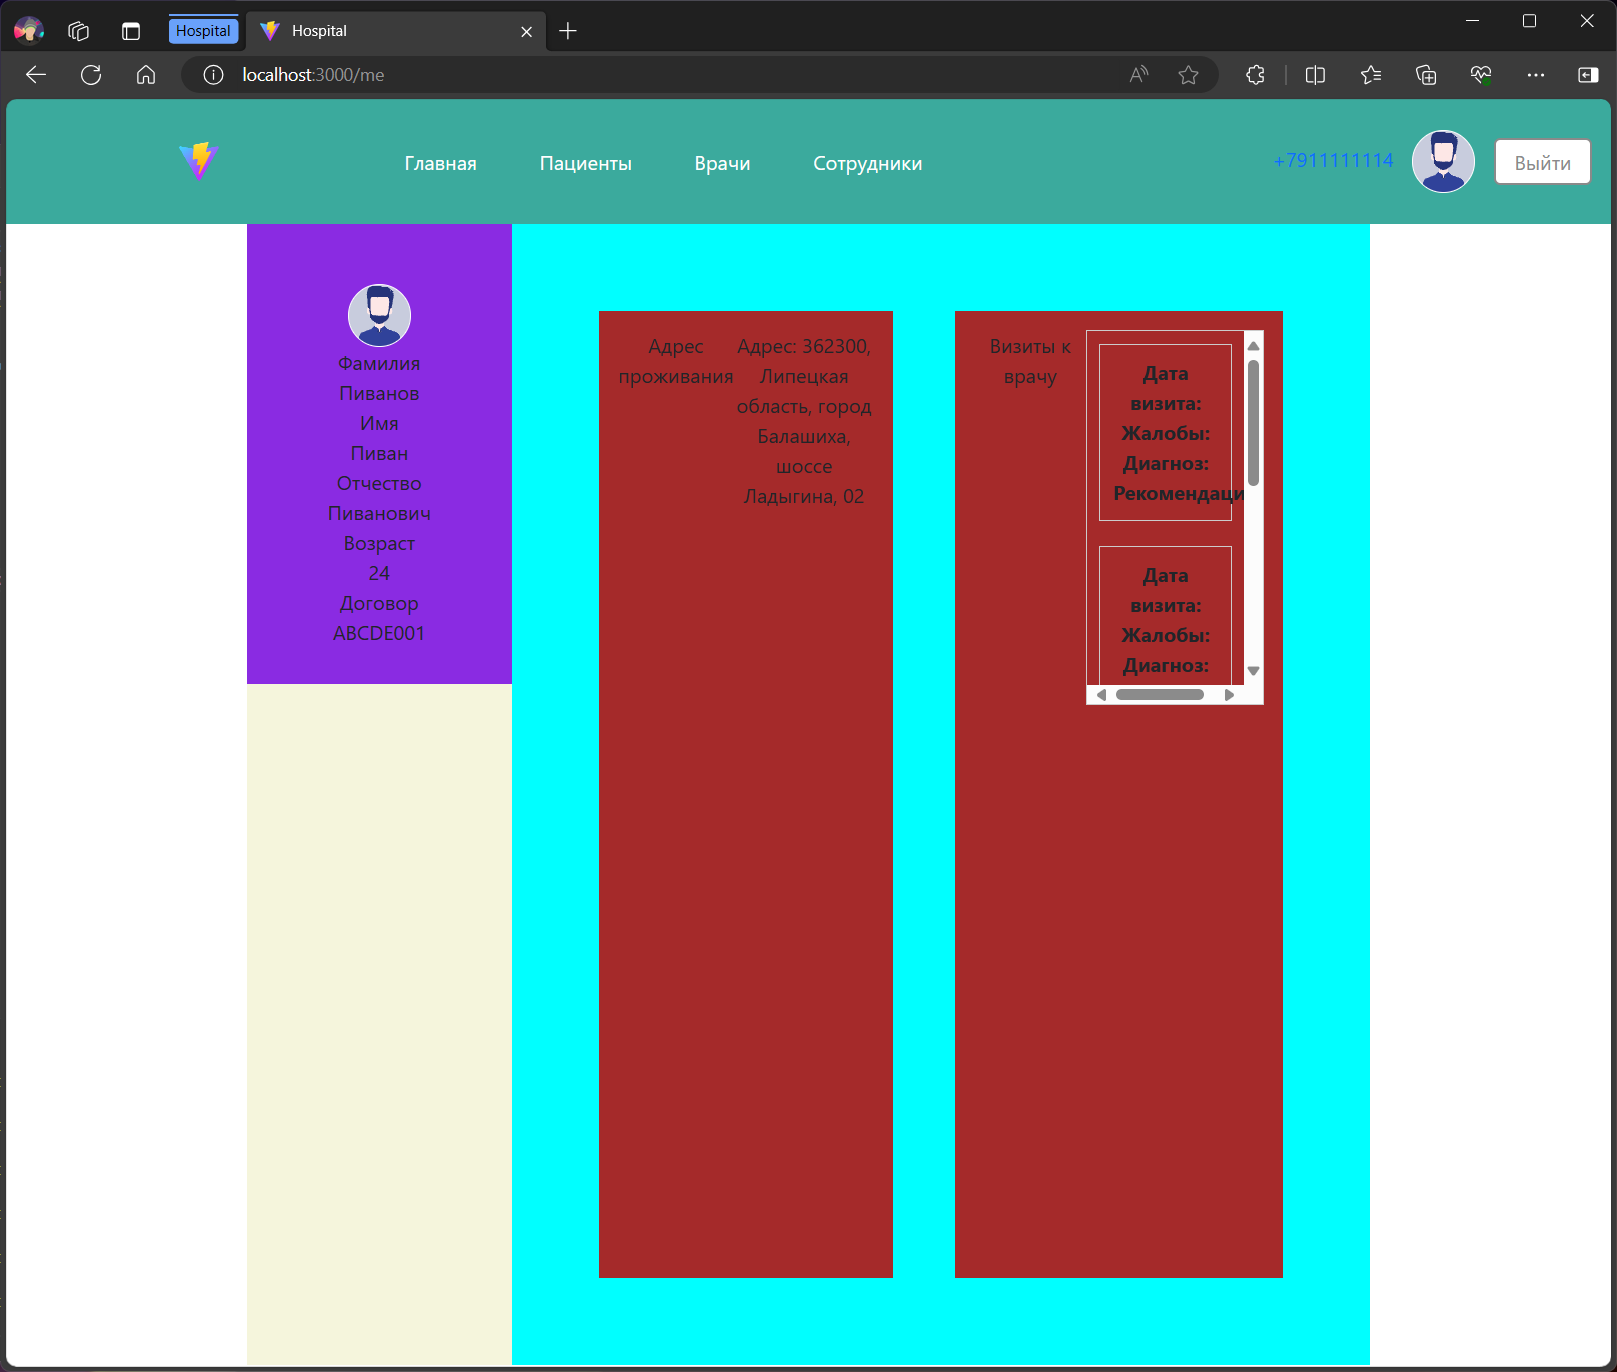 Hospital
Hospital
localhost:3000/me
Главная
Пациенты
Врачи
Сотрудники
+7911111114
Выйти
Фамилия
Пиванов
Имя
Пиван
Отчество
Пиванович
Возраст
24
Договор
ABCDE001
Адрес
проживания
Адрес: 362300,
Липецкая
область, город
Балашиха,
шоссе
Ладыгина, 02
Визиты к
врачу
Дата
визита:
Жалобы:
Диагноз:
Рекомендаци
Дата
визита:
Жалобы:
Диагноз: